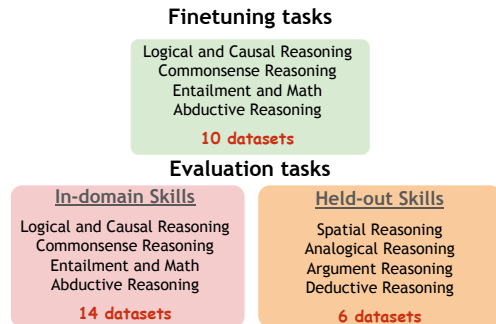 Finetuning tasks
Logical and Causal Reasoning
Commonsense Reasoning
Entailment and Math
Abductive Reasoning
10 datasets
Evaluation tasks
In-domain Skills
Logical and Causal Reasoning
Commonsense Reasoning
Entailment and Math
Abductive Reasoning
14 datasets
Held-out Skills
Spatial Reasoning
Analogical Reasoning
Argument Reasoning
Deductive Reasoning
6 datasets